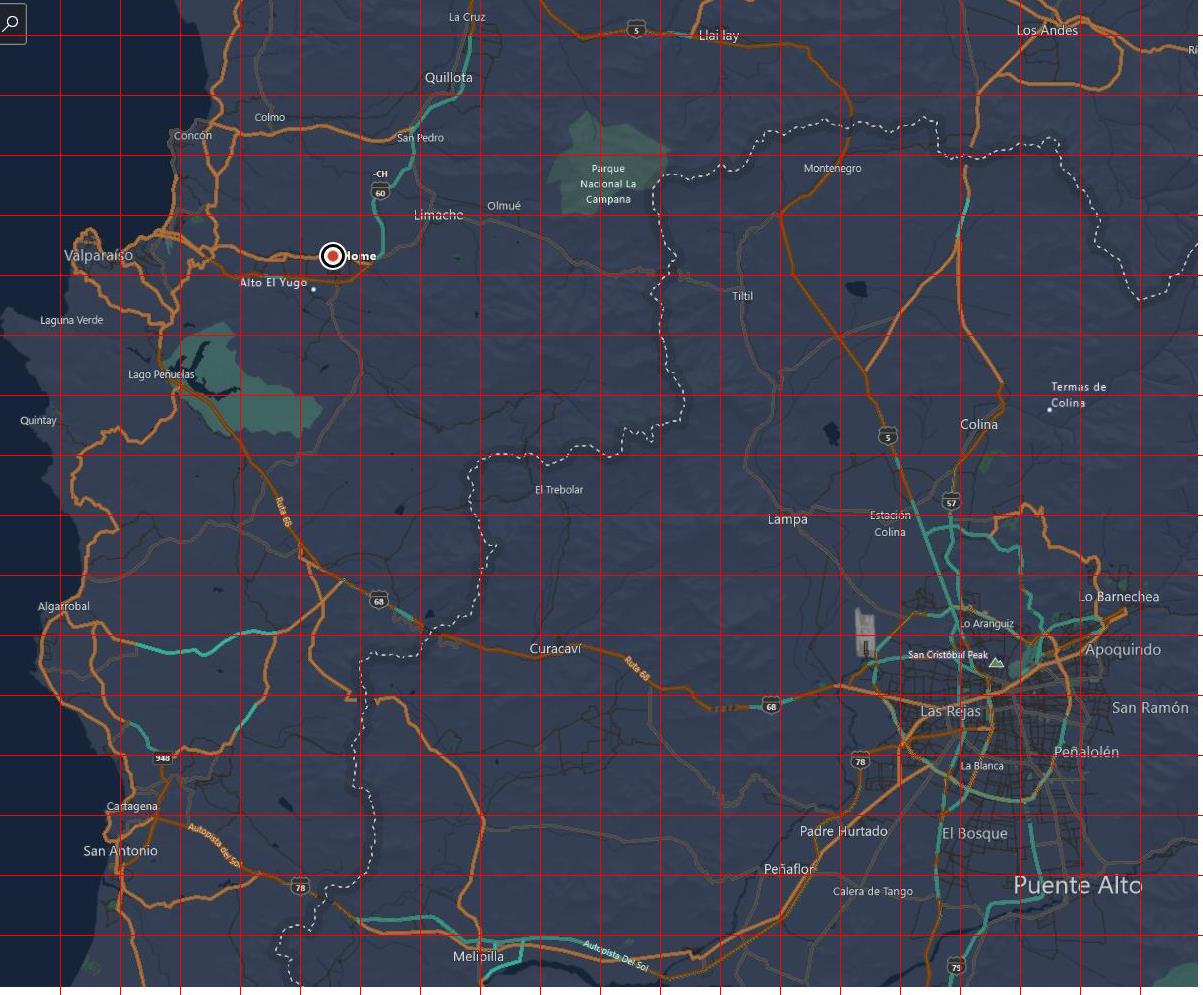 La Cruz
5
Llaillay
Los Andes
Rí
Quillota
Colmo
Concón
San Pedro
-CH
60
Parque
Nacional La
Campana
Montenegro
Olmué
Limache
Valparaíso
Home
Alto El Yugo
Tiltil
Laguna Verde
Lago Peñuelas
Termas de
Colina
Quintay
Colina
5
El Trebolar
57
Ruta 68
Lampa
Estación
Colina
68
Lo Barnechea
Algarrobal
Lo Aranguiz
Curacaví
San Cristóbal Peak
Apoquindo
Ruta 68
68
Las Rejas
San Ramón
Peñalolén
948
78
La Blanca
Cartagena
Autopista del Sol
Padre Hurtado
El Bosque
San Antonio
Peñaflor
78
Calera de Tango
Puente Alto
Melipilla
Autopista Del Sol
79